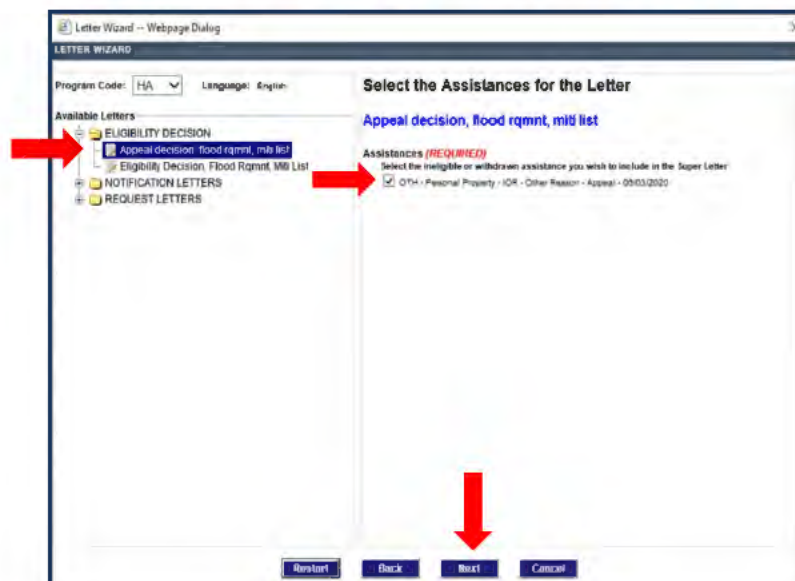 Letter Wizard -- Webpage Dialog
LETTER WIZARD
Program Code: HA Language: English
Available Letters
ELIGIBILITY DECISION
Appeal decision, flood rqmnt, miti list
Eligibility Decision, Flood Rqmnt, Miti List
NOTIFICATION LETTERS
REQUEST LETTERS
Select the Assistances for the Letter
Appeal decision, flood rqmnt, miti list
Assistances (REQUIRED)
Select the ineligible or withdrawn assistance you wish to include in the Super Letter
OTH - Personal Property - IOR - Other Reason - Appeal - 05/03/2020
Restart Back Next Cancel